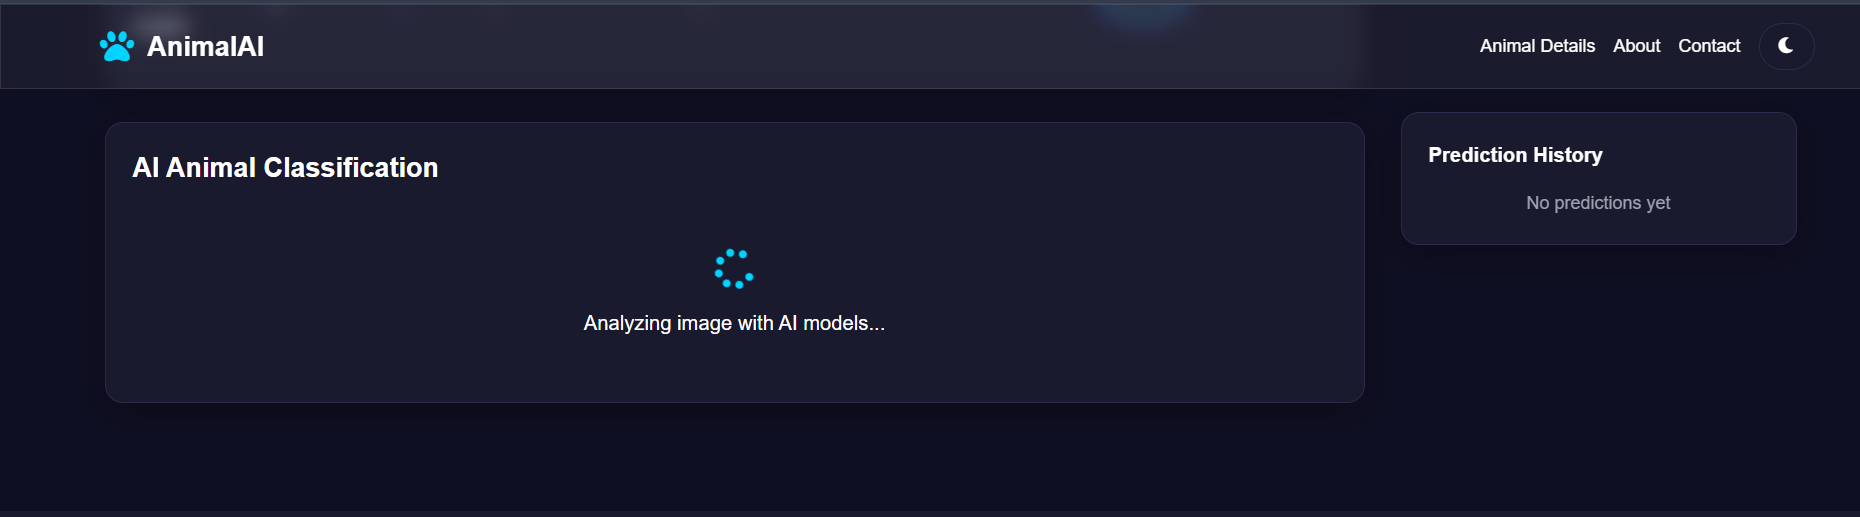 AnimalAI
Animal Details
About
Contact
AI Animal Classification
Analyzing image with AI models...
Prediction History
No predictions yet